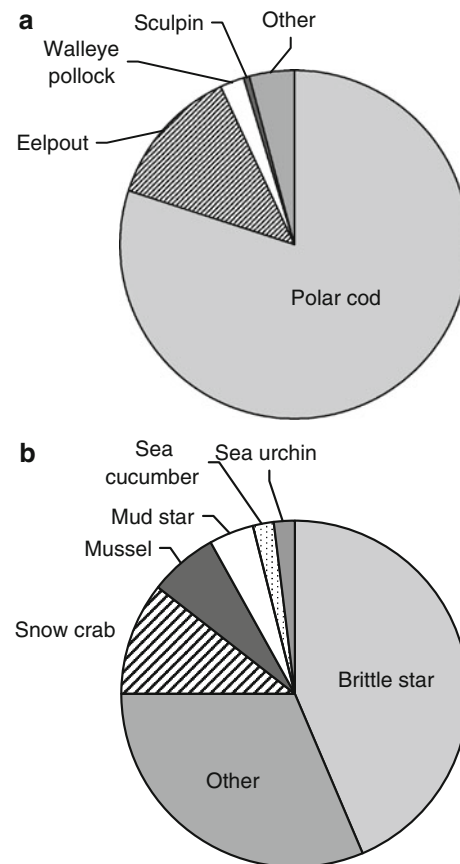 a
Sculpin
Other
Walleye
pollock
Eelpout
Polar cod
b
Sea
cucumber
Sea urchin
Mud star
Mussel
Snow crab
Brittle star
Other